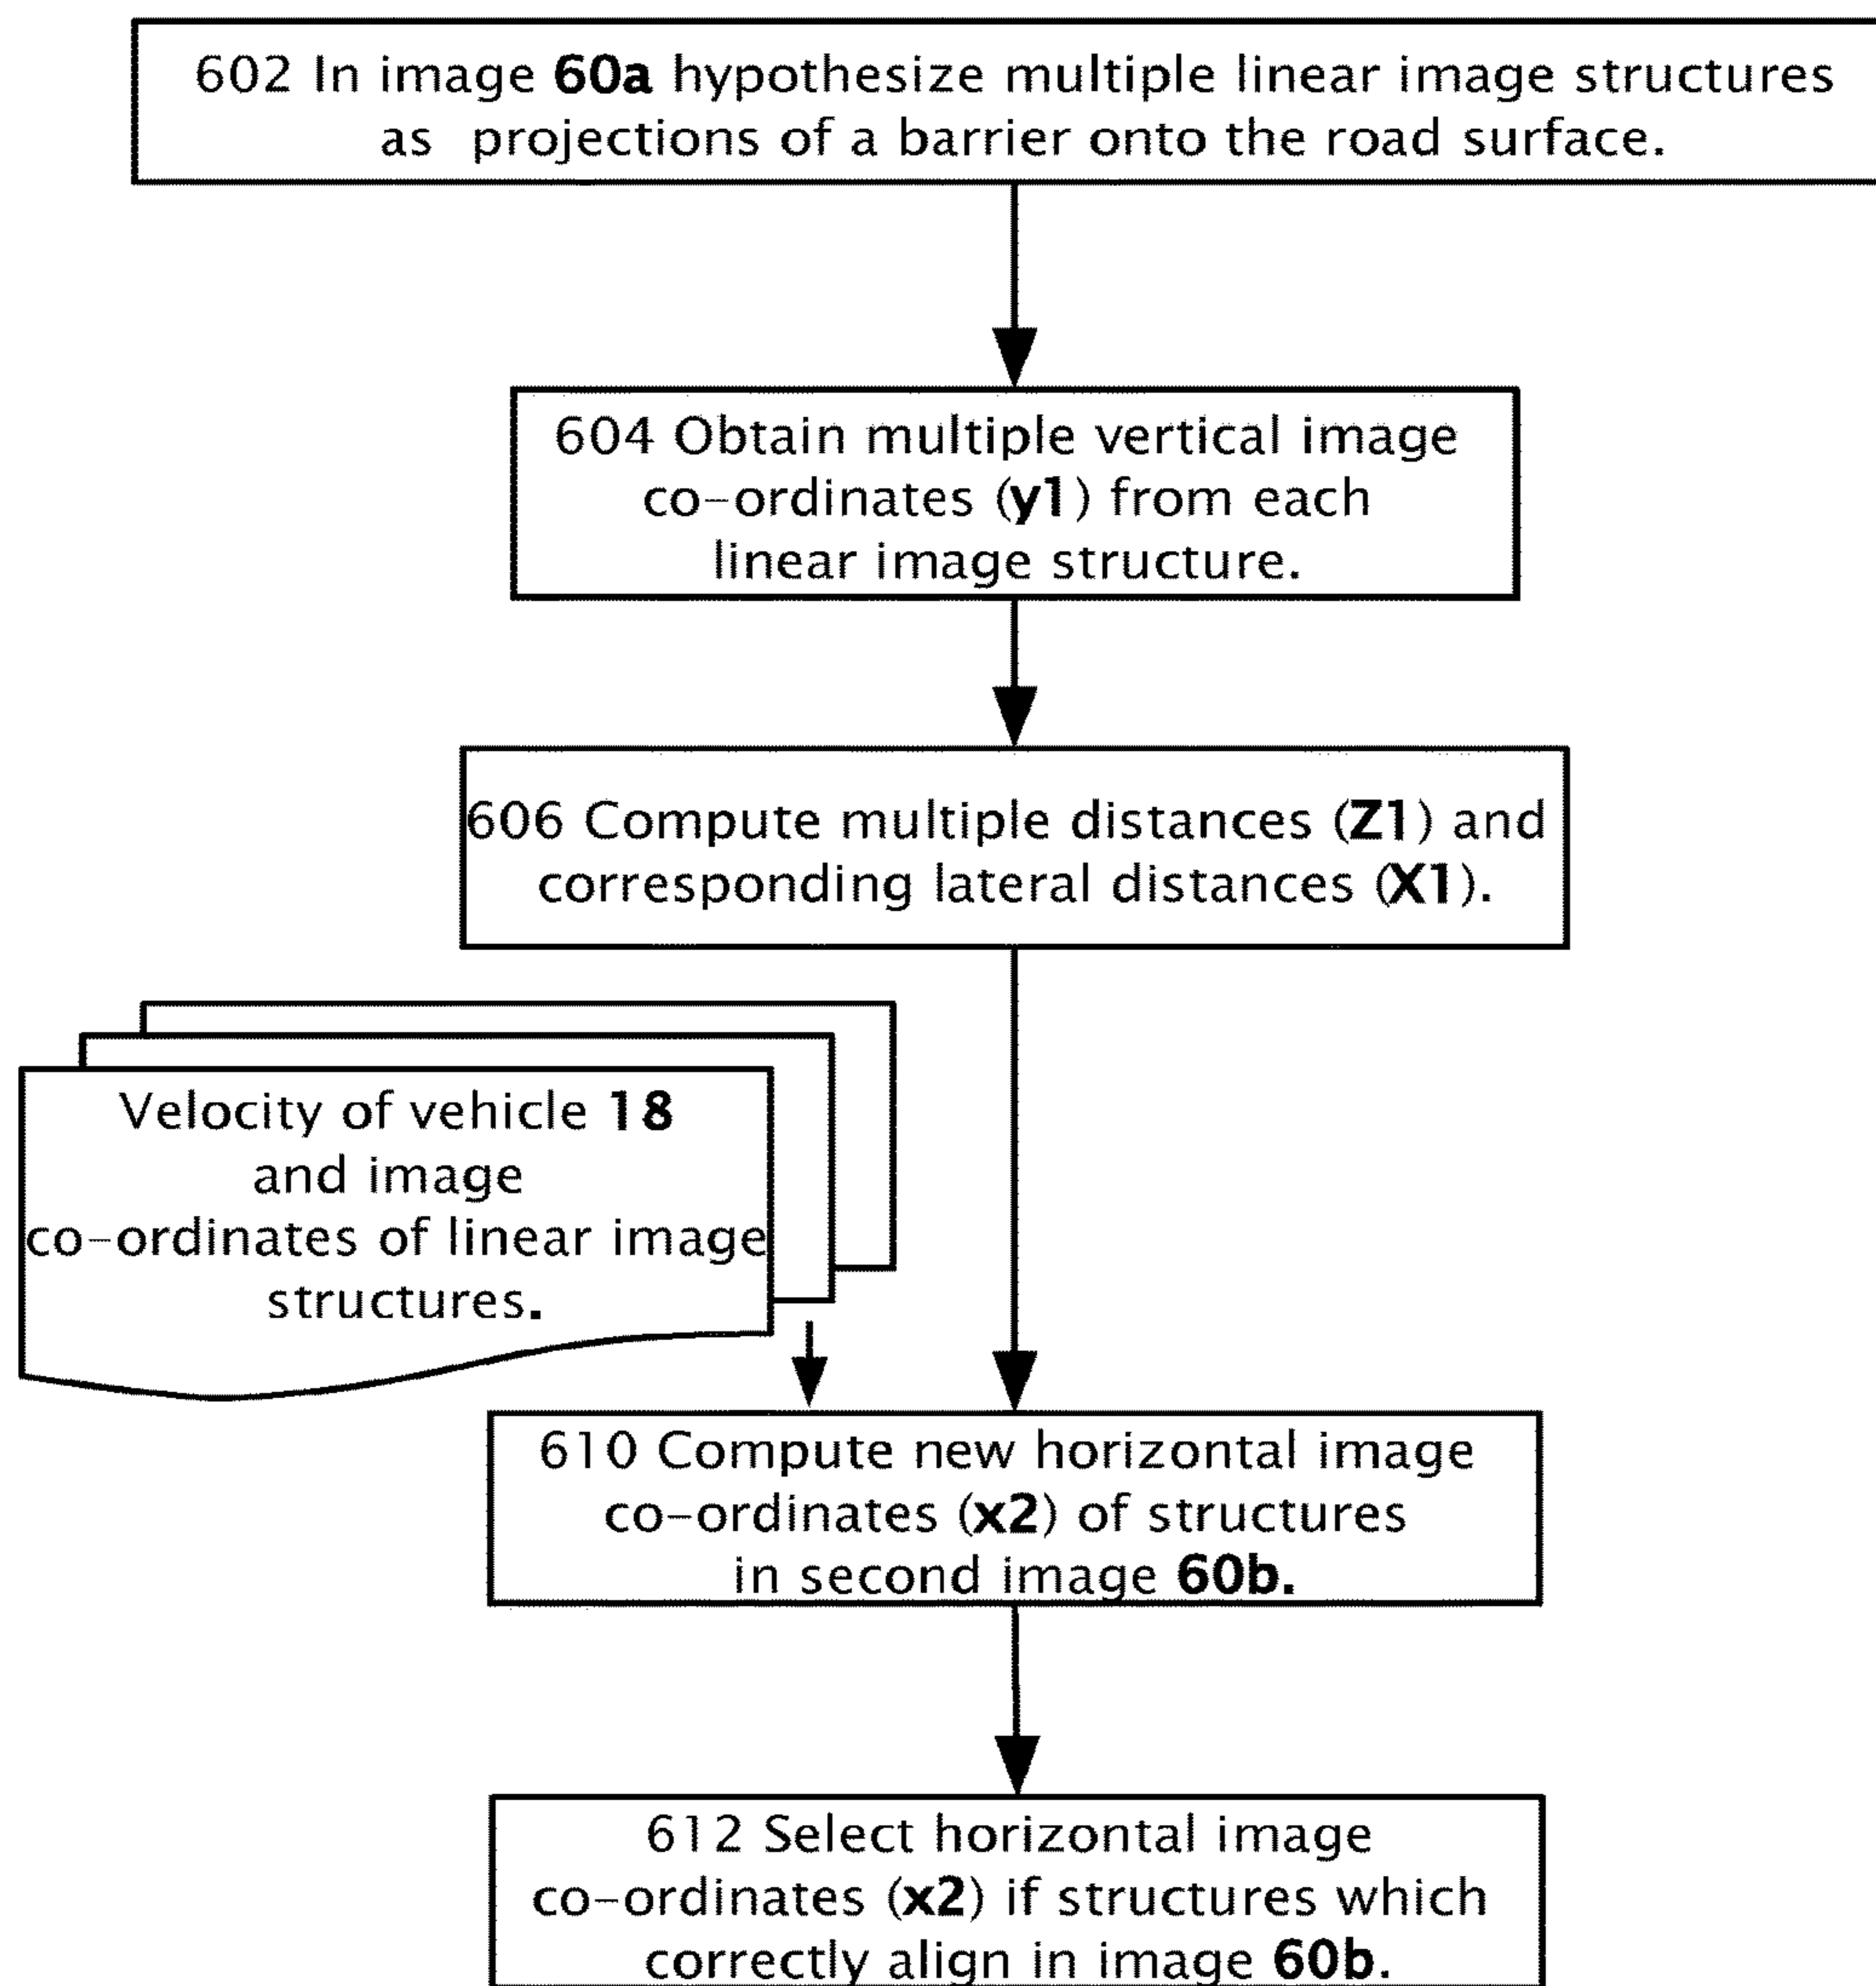 602 In image 60a hypothesize multiple linear image structures
as projections of a barrier onto the road surface.
604 Obtain multiple vertical image
co-ordinates (y1) from each
linear image structure.
606 Compute multiple distances (Z1) and
corresponding lateral distances (X1).
Velocity of vehicle 18
and image
co-ordinates of linear image
structures.
610 Compute new horizontal image
co-ordinates (x2) of structures
in second image 60b.
612 Select horizontal image
co-ordinates (x2) if structures which
correctly align in image 60b.